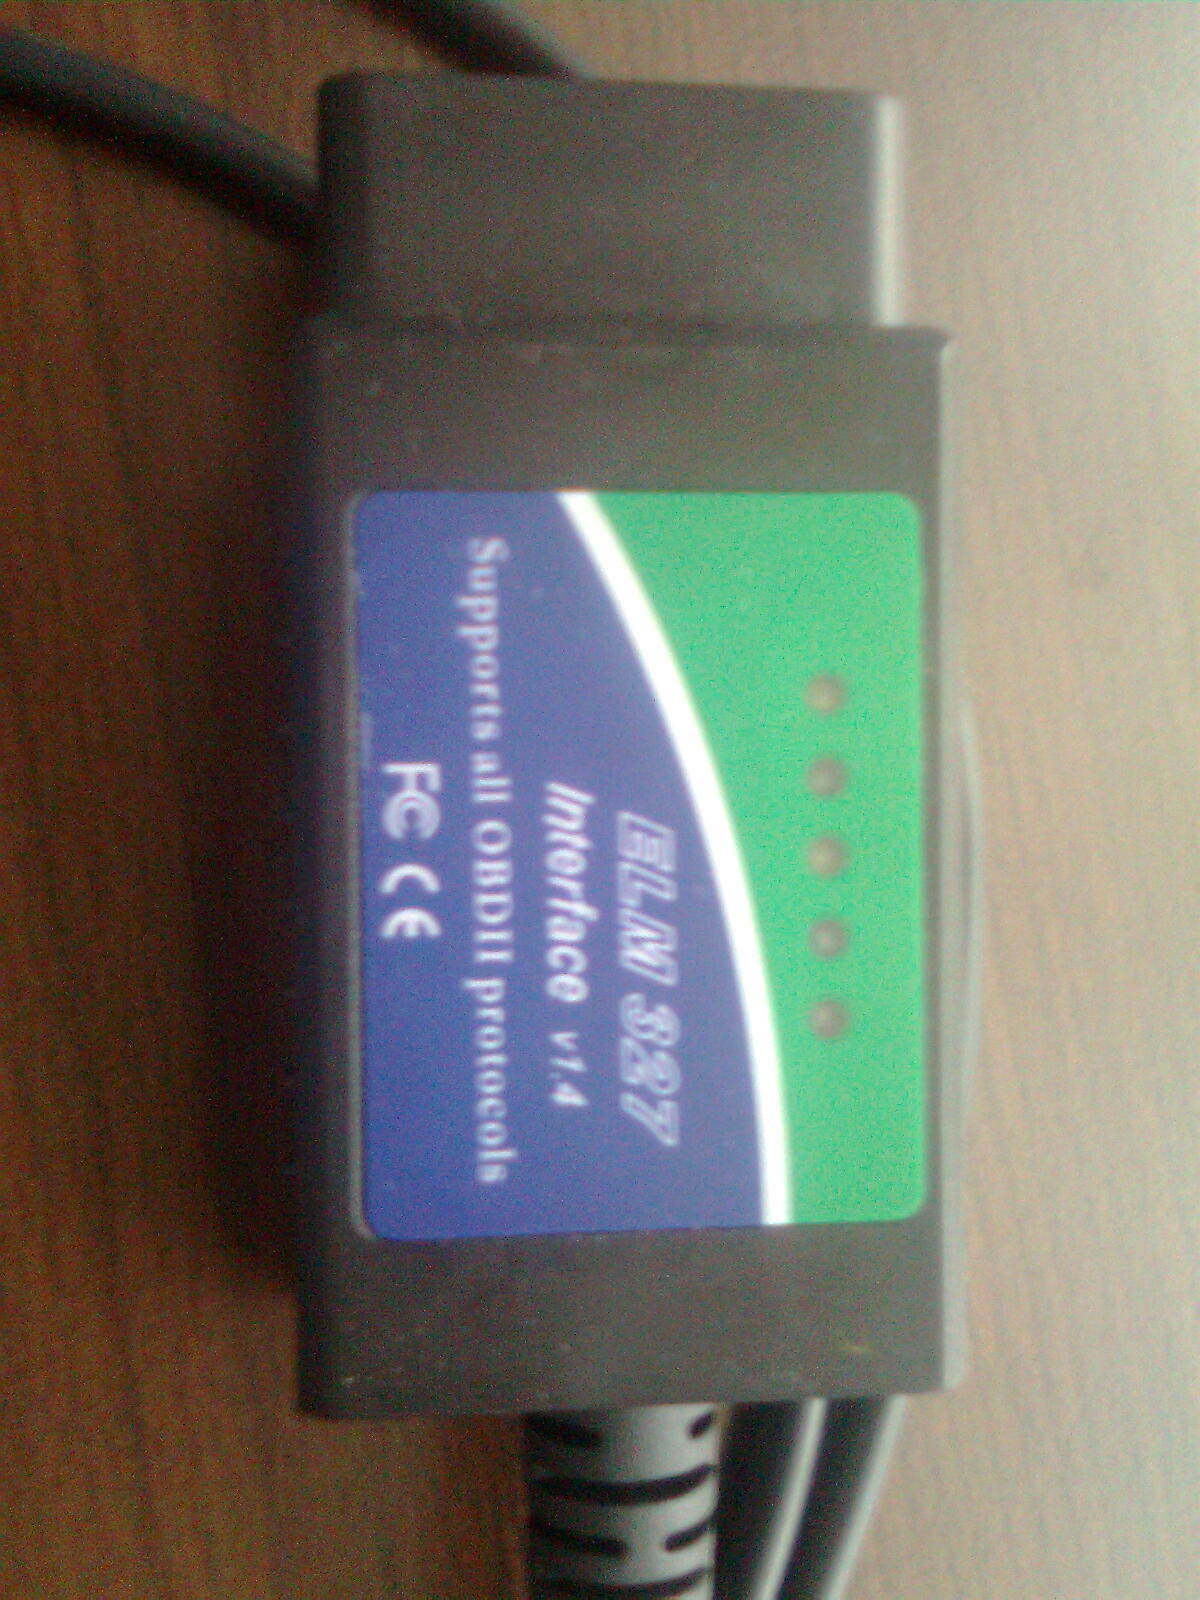 ELM 327
Interface v1.4
Supports all OBDII protocols
FC CE